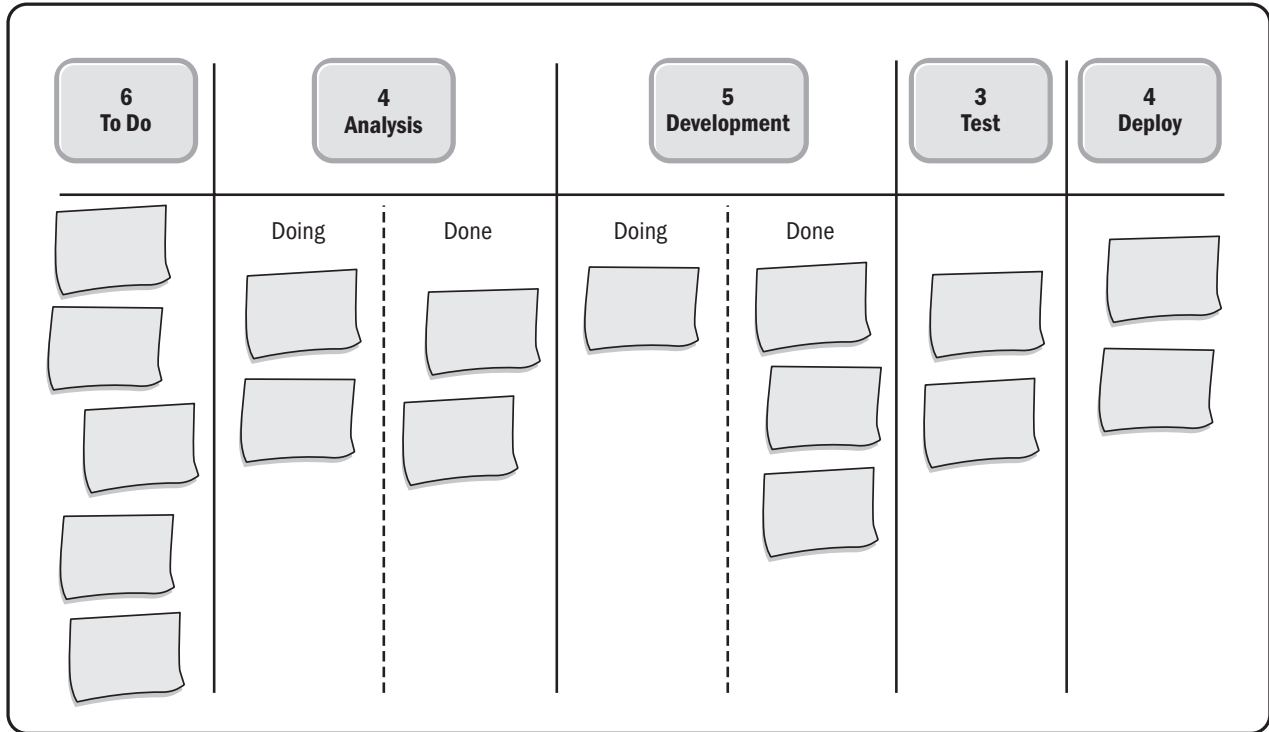 6
To Do
4
Analysis
5
Development
3
Test
4
Deploy
Doing
Done
Doing
Done